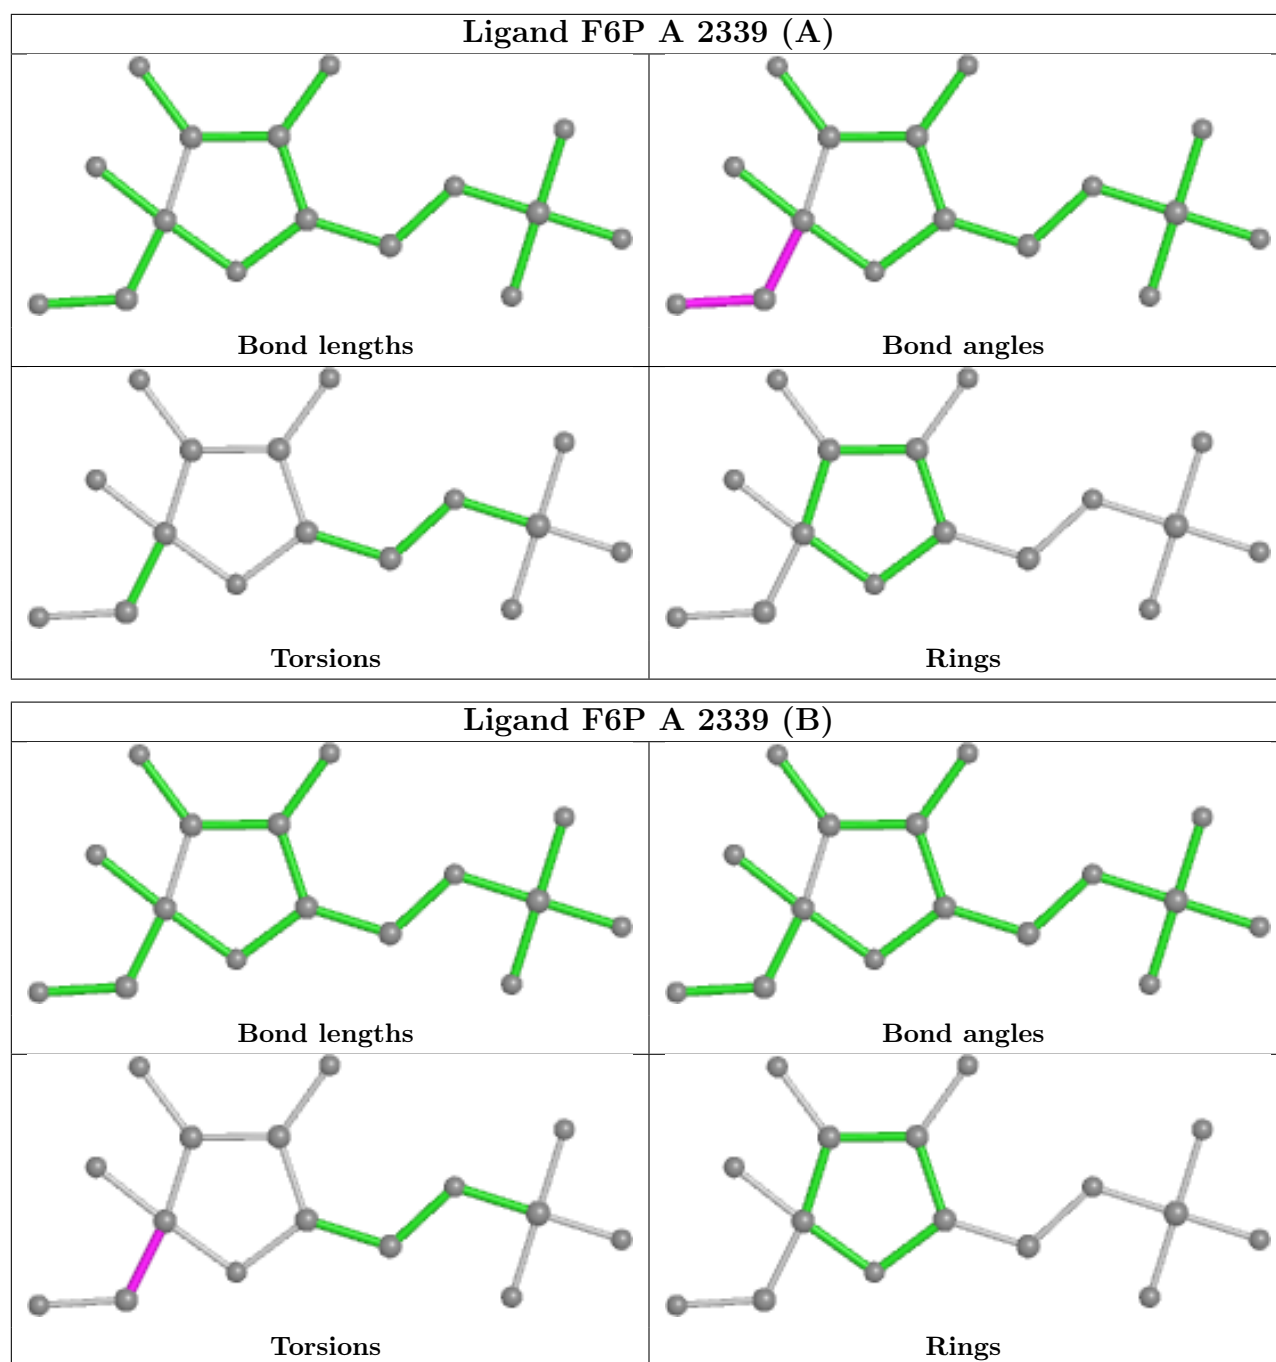 Ligand F6P A 2339 (A)
Bond lengths
Bond angles
Torsions
Rings
Ligand F6P A 2339 (B)
Bond lengths
Bond angles
Torsions
Rings